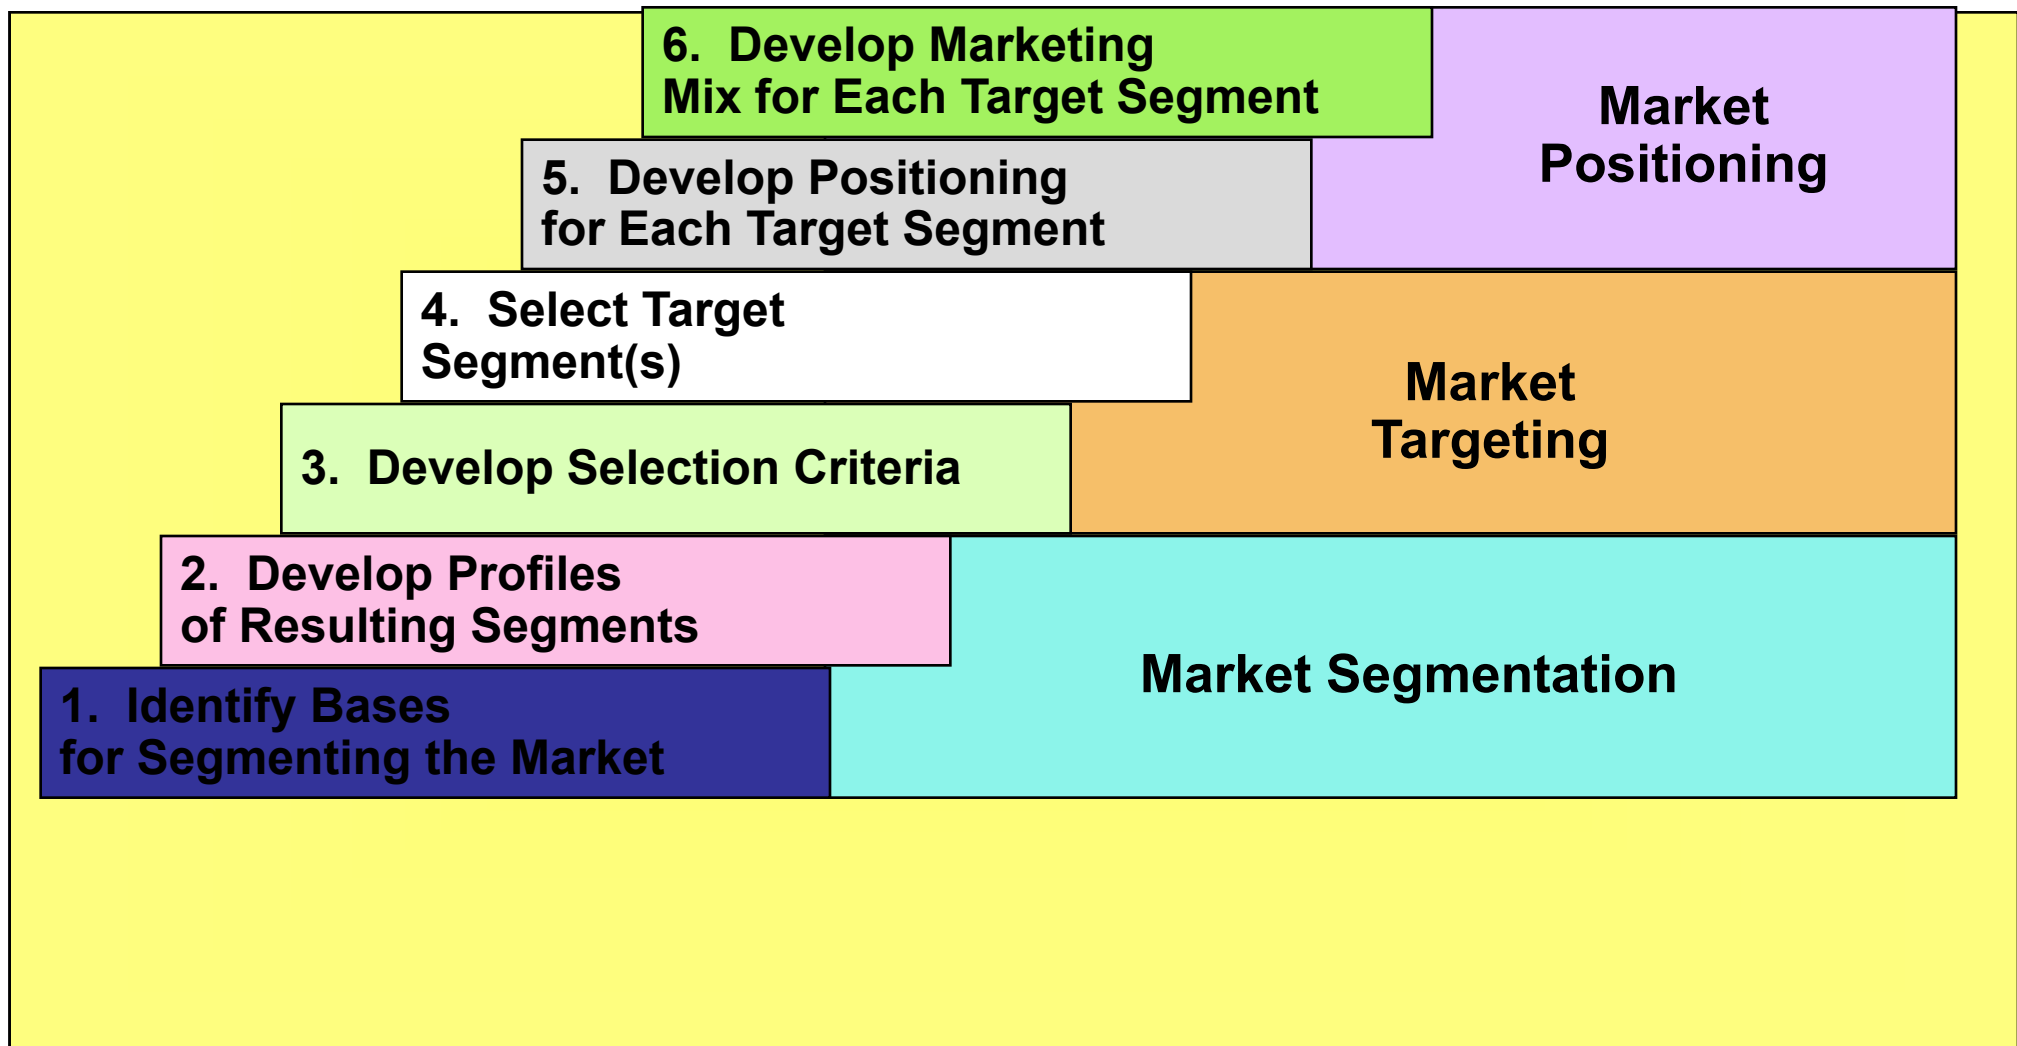 6. Develop Marketing
Mix for Each Target Segment
Market
Positioning
5. Develop Positioning
for Each Target Segment
4. Select Target
Segment(s)
Market
Targeting
3. Develop Selection Criteria
2. Develop Profiles
of Resulting Segments
Market Segmentation
1. Identify Bases
for Segmenting the Market